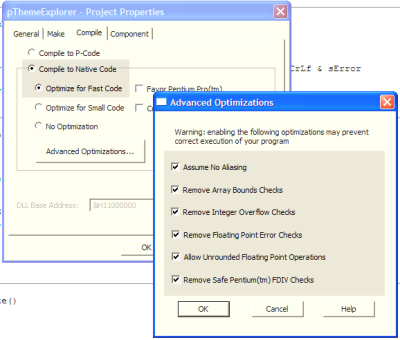 pThemeExplorer - Project Properties
General Make Compile Component
Compile to P-Code
Compile to Native Code
CrLf & sError
Optimize for Fast Code Favor Pentium Pro(tm)
Optimize for Small Code
No Optimization
Advanced Optimizations...
DLL Base Address: &H11000000
OK
Advanced Optimizations
Warning: enabling the following optimizations may prevent
correct execution of your program
Assume No Aliasing
Remove Array Bounds Checks
Remove Integer Overflow Checks
Remove Floating Point Error Checks
Allow Unrounded Floating Point Operations
Remove Safe Pentium(tm) FDIV Checks
OK Cancel Help